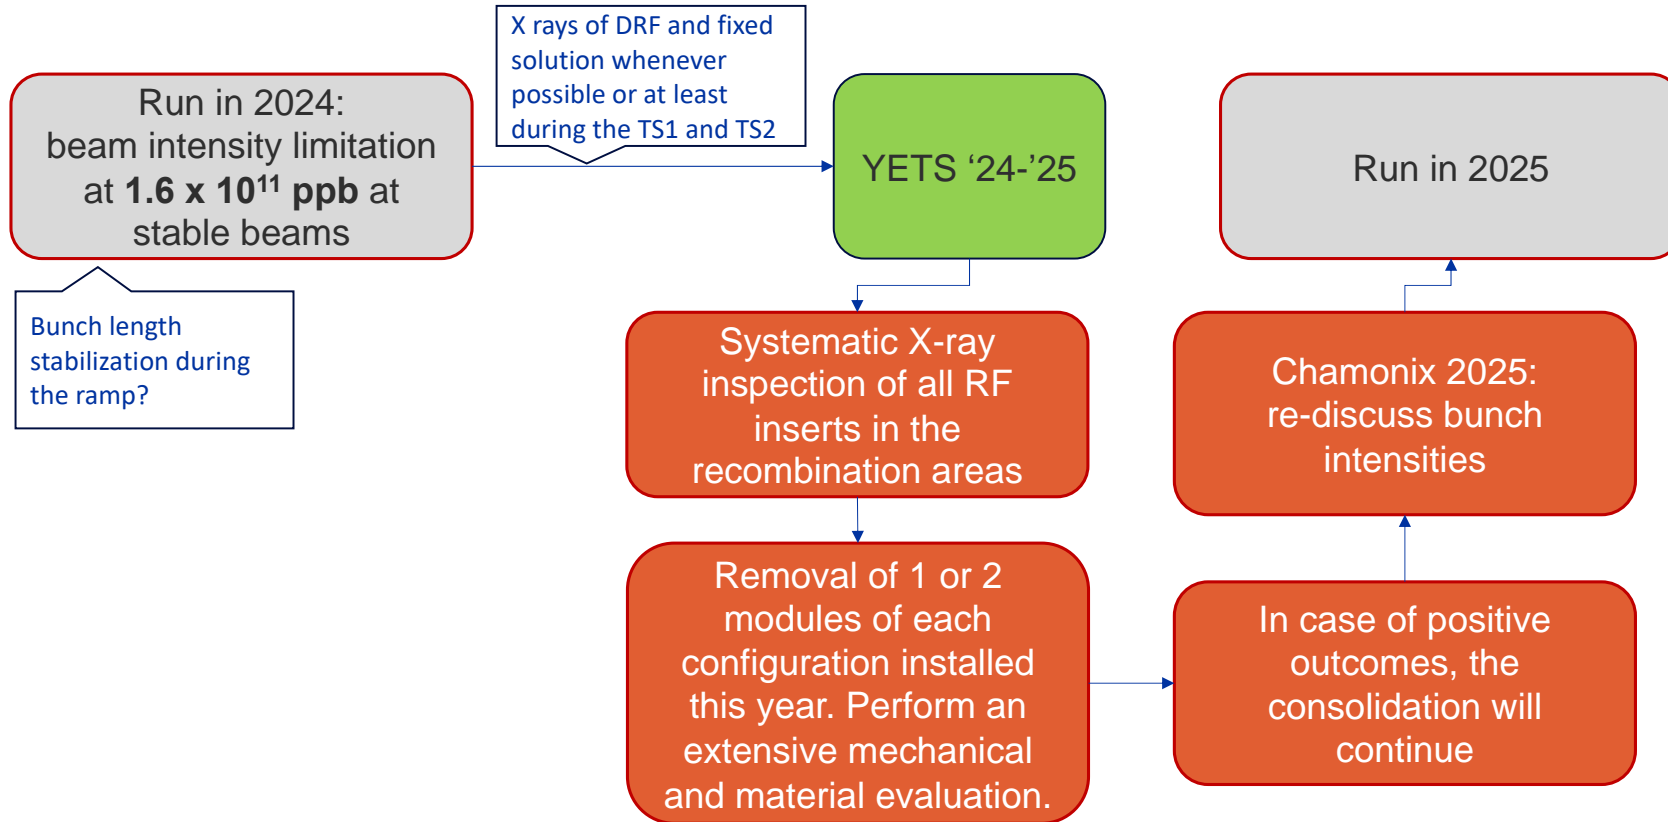 X rays of DRF and fixed
solution whenever
possible or at least
during the TS1 and TS2
Run in 2024:
beam intensity limitation
at 1.6 x 10¹¹ ppb at
stable beams
YETS ‘24-’25
Run in 2025
Bunch length
stabilization during
the ramp?
Systematic X-ray
inspection of all RF
inserts in the
recombination areas
Chamonix 2025:
re-discuss bunch
intensities
Removal of 1 or 2
modules of each
configuration installed
this year. Perform an
extensive mechanical
and material evaluation.
In case of positive
outcomes, the
consolidation will
continue